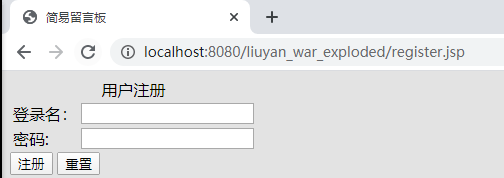 简易留言板
localhost:8080/liuyan_war_exploded/register.jsp
用户注册
登录名：
密码:
注册 重置